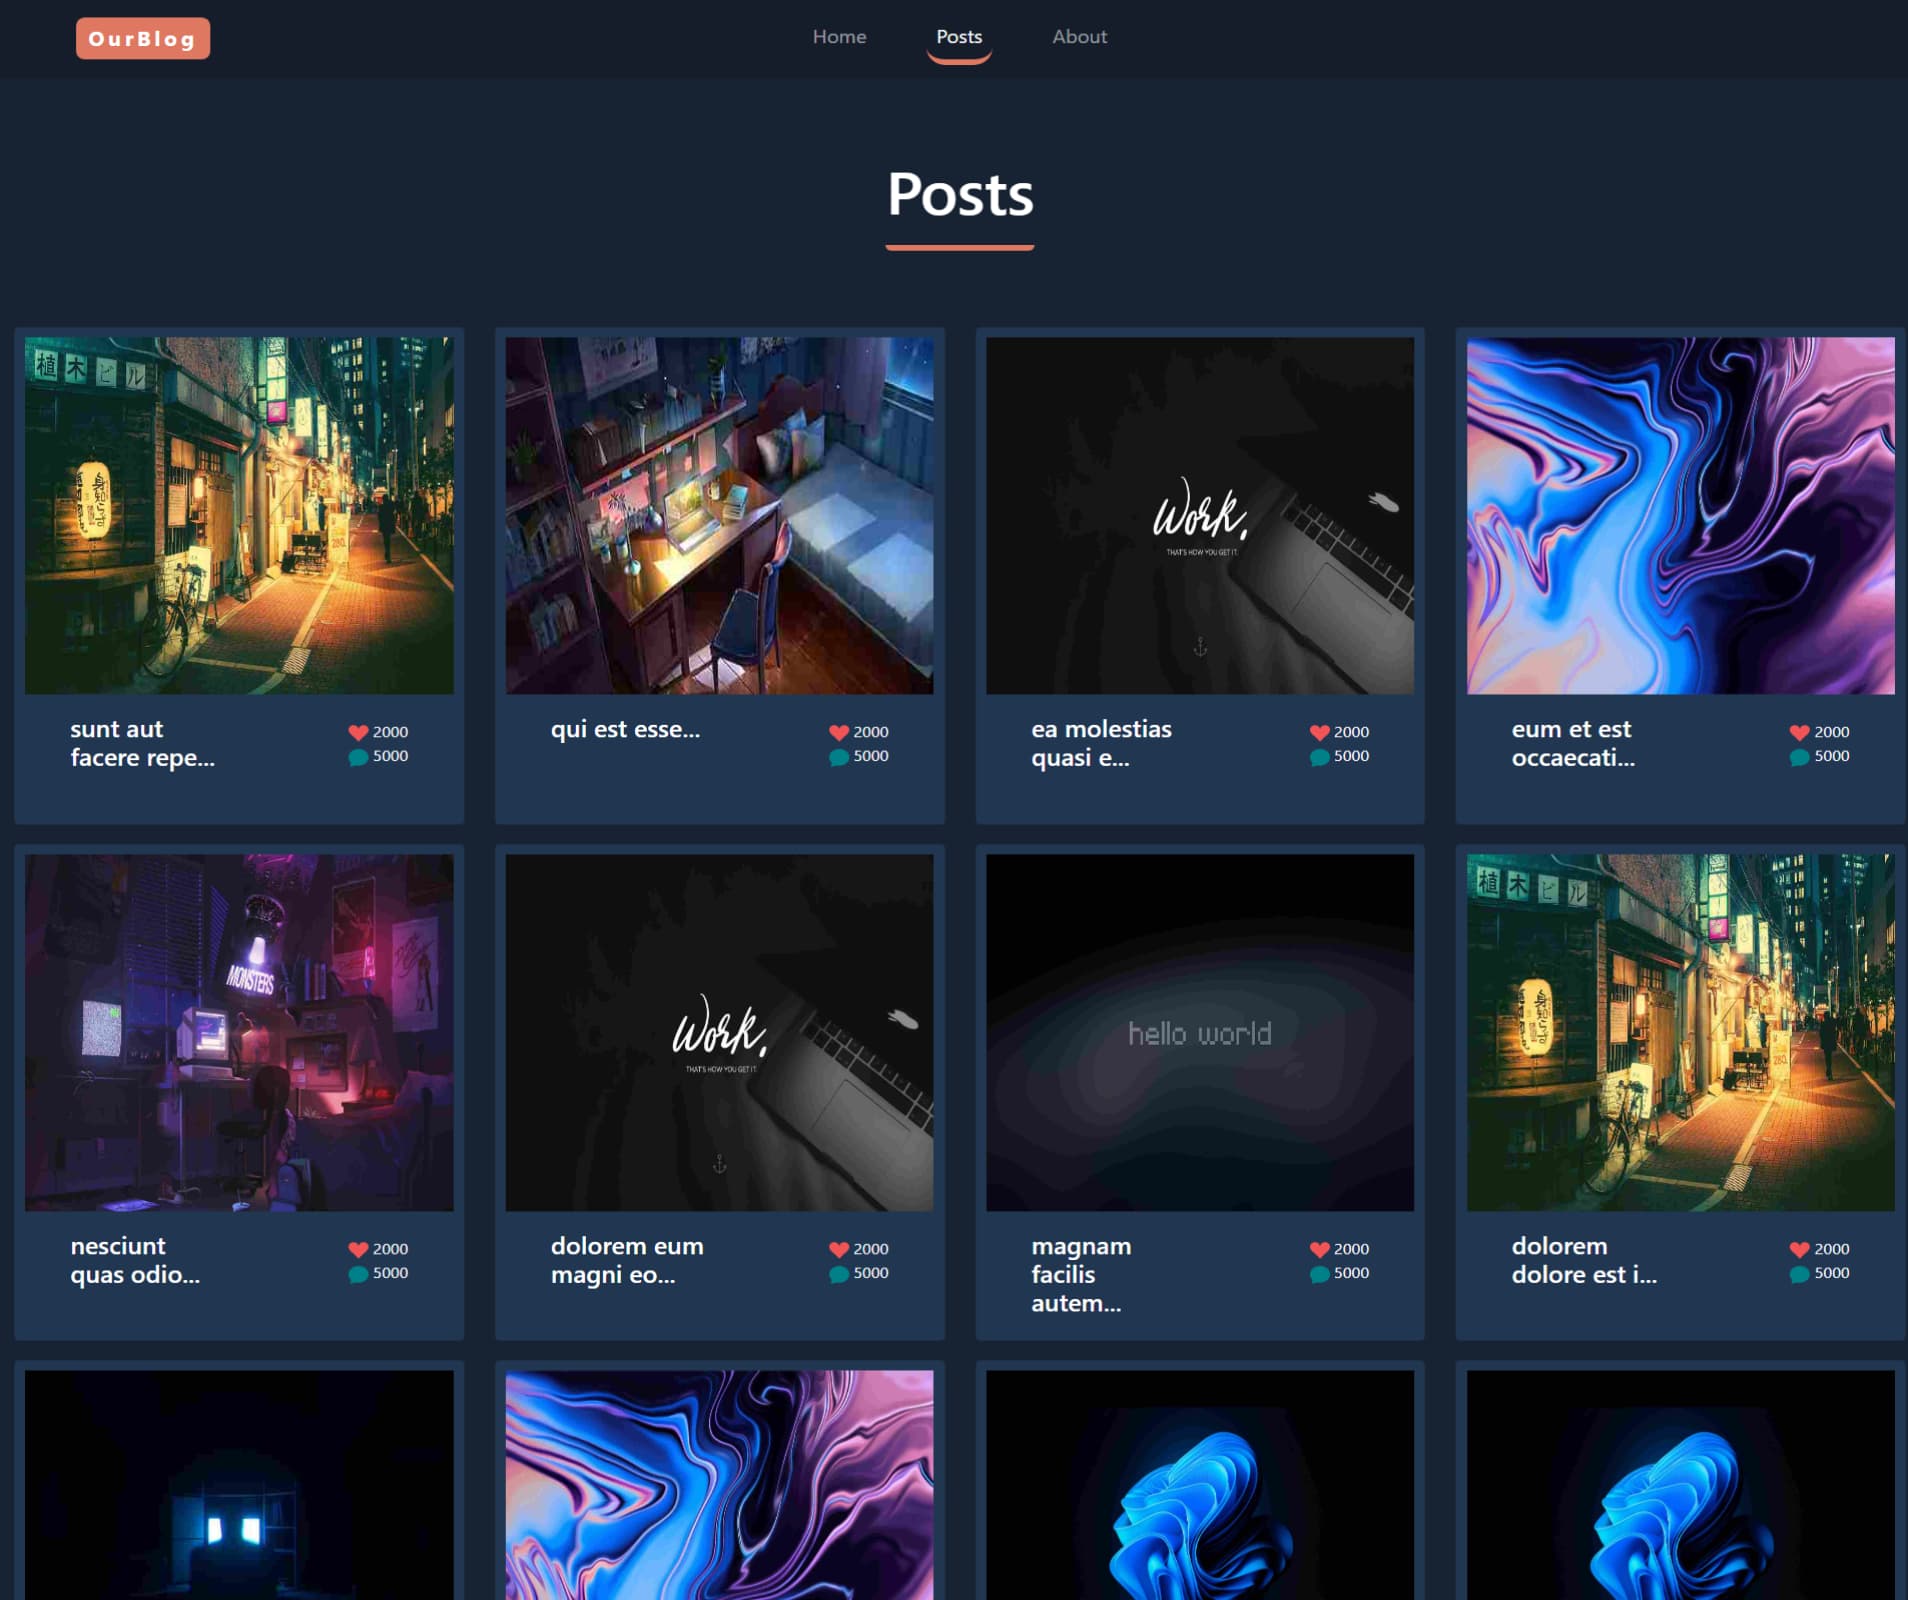 OurBlog
Home
Posts
About
Posts
植木ビル
sunt aut
facere repe...
2000
5000
qui est esse...
2000
5000
Work.
THAT'S HOW YOU GET IT.
ea molestias
quasi e...
2000
5000
eum et est
occaecati...
2000
5000
MONSTERS
nesciunt
quas odio...
2000
5000
Work.
THAT'S HOW YOU GET IT.
dolorem eum
magni eo...
2000
5000
hello world
magnam
facilis
autem...
2000
5000
植木ビル
dolorem
dolore est i...
2000
5000